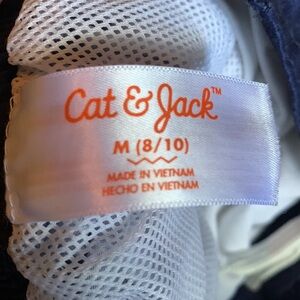 Cat & Jack™
M (8/10)
MADE IN VIETNAM
HECHO EN VIETNAM